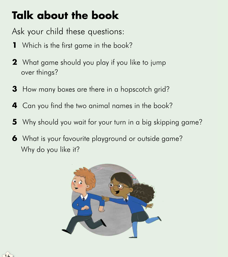 Talk about the book
Ask your child these questions:
1 Which is the first game in the book?
2 What game should you play if you like to jump
over things?
3 How many boxes are there in a hopscotch grid?
4 Can you find the two animal names in the book?
5 Why should you wait for your turn in a big skipping game?
6 What is your favourite playground or outside game?
Why do you like it?